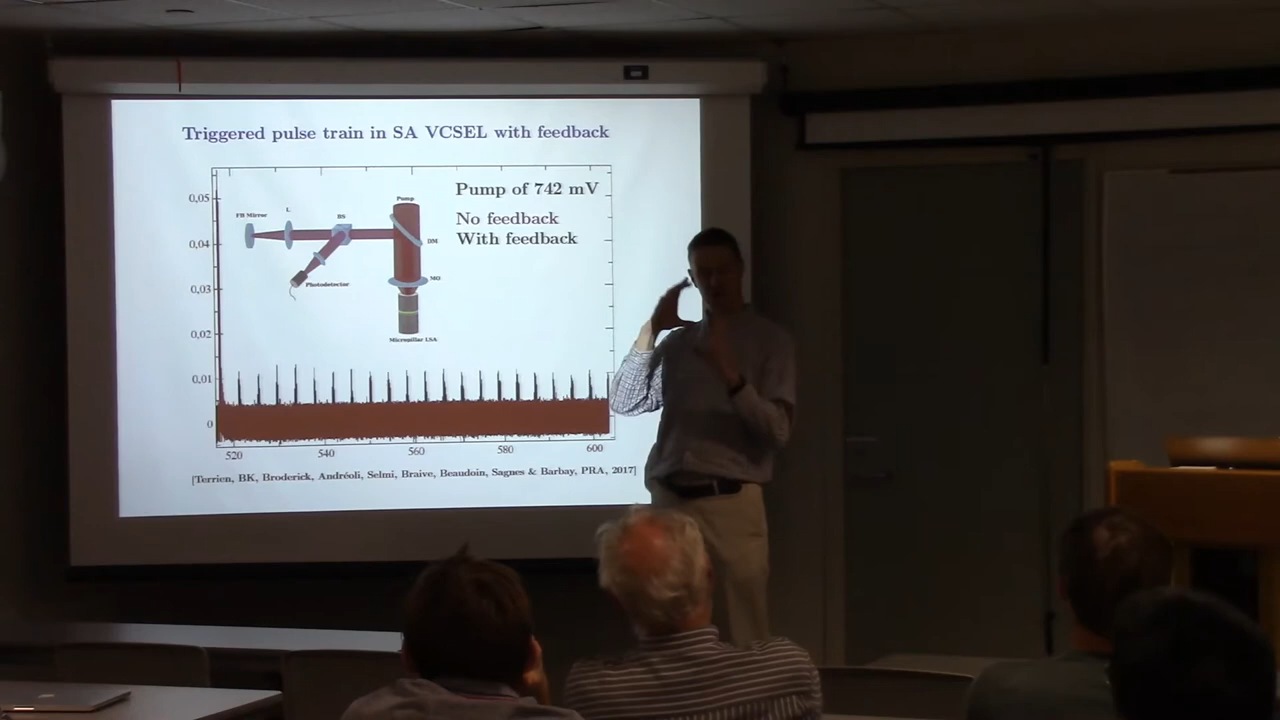 Triggered pulse train in SA VCSEL with feedback
Pump of 742 mV
No feedback
With feedback
Pump
FB Mirror
L
BS
DM
Photodetector
MO
Micropillar LSA
0,05
0,04
0,03
0,02
0,01
0
520
540
560
580
600
[Terrien, BK, Broderick, Andréoli, Selmi, Braive, Beaudoin, Sagnes & Barbay, PRA, 2017]